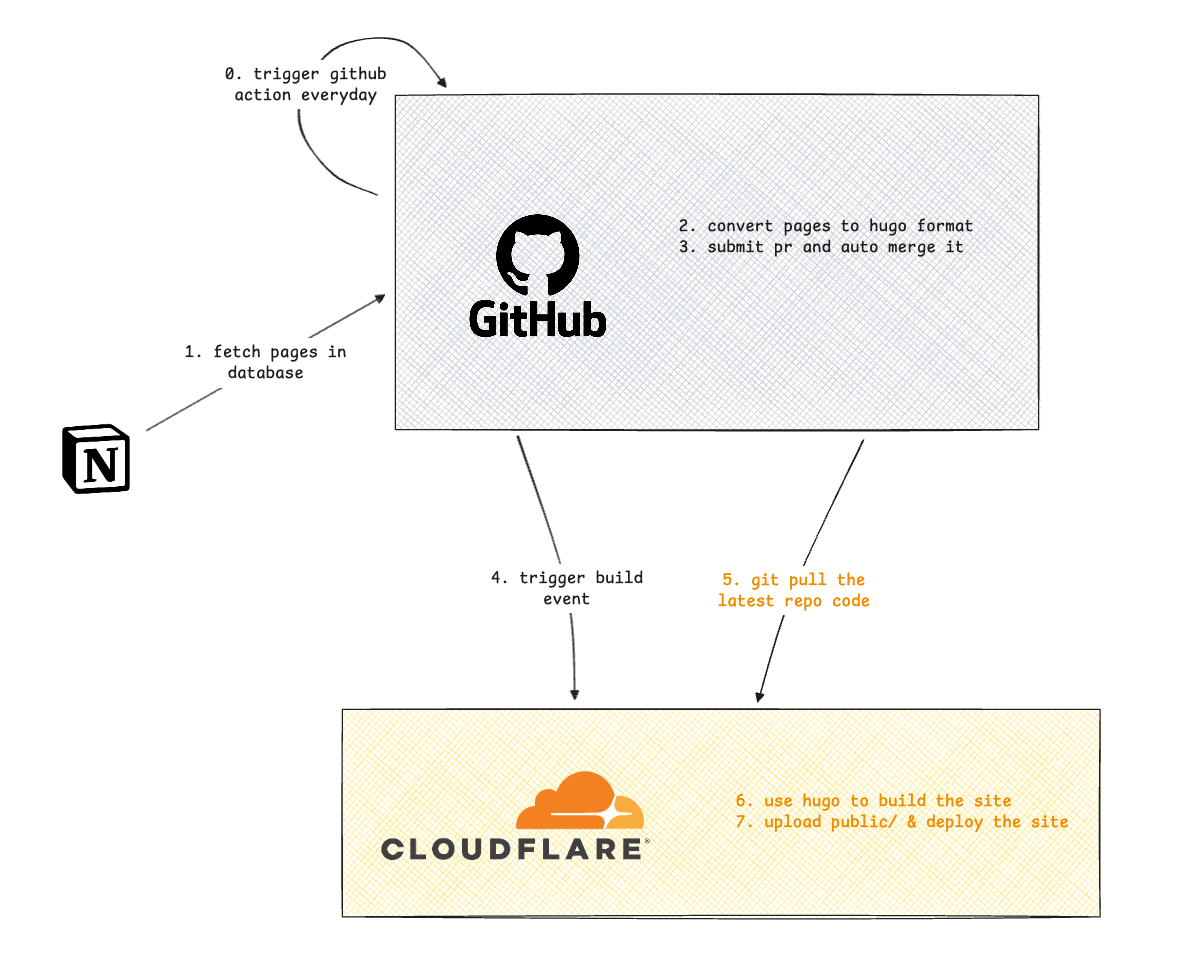 0. trigger github
action everyday
2. convert pages to hugo format
3. submit pr and auto merge it
GitHub
1. fetch pages in
database
N
4. trigger build
event
5. git pull the
latest repo code
6. use hugo to build the site
7. upload public/ & deploy the site
CLOUDFLARE®